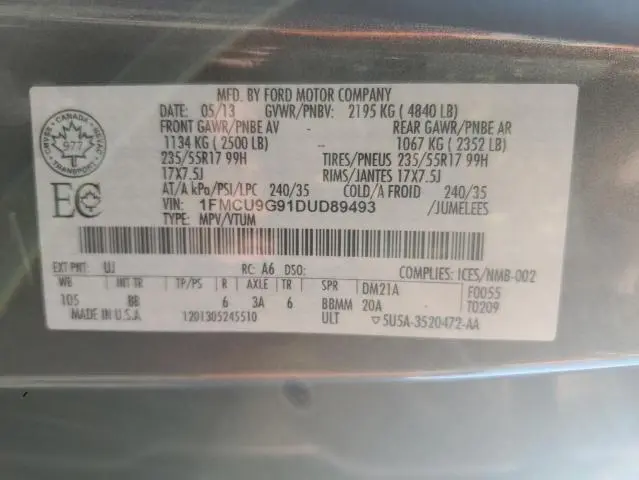 MFD. BY FORD MOTOR COMPANY
DATE: 05/13 GVWR/PNBV: 2195 KG ( 4840 LB)
FRONT GAWR/PNBE AV - REAR GAWR/PNBE AR
1134 KG ( 2500 LB) - 1067 KG ( 2352 LB)
235/55R17 99H TIRES/PNEUS 235/55R17 99H
17X7.5J RIMS/JANTES 17X7.5J
AT/A kPa/PSI/LPC 240/35 COLD/A FROID 240/35
VIN: 1FMCU9G91DUD89493 /JUMELEES
TYPE: MPV/VTUM
977
TRANSPORT
EC
EXT PNT: UJ RC: A6 DSO: COMPLIES: ICES/NMB-002
WB INT TR TP/PS R AXLE TR SPR DM21A F0055
105 BB 6 3A 6 BBMM 20A T0209
MADE IN U.S.A 1201305245510 ULT ▽5U5A-3520472-AA